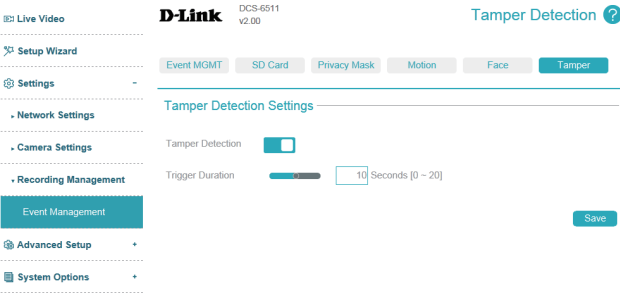 Live Video
Setup Wizard
Settings -
Network Settings
Camera Settings
Recording Management
Event Management
Advanced Setup +
System Options +
D-Link DCS-6511
v2.00
Tamper Detection ?
Event MGMT SD Card Privacy Mask Motion Face Tamper
Tamper Detection Settings
Tamper Detection
Trigger Duration 10 Seconds [0 ~ 20]
Save